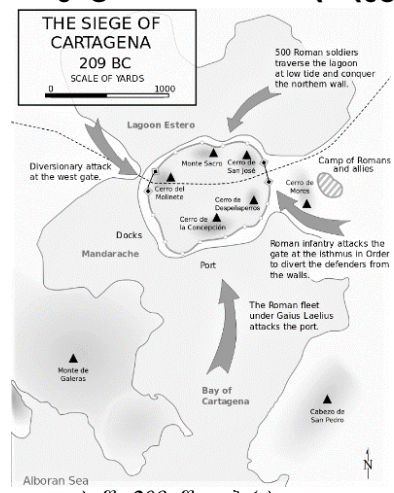 THE SIEGE OF
CARTAGENA
209 BC
SCALE OF YARDS
0 1000
500 Roman soldiers
traverse the lagoon
at low tide and conquer
the northern wall.
Lagoon Estero
Diversionary attack
at the west gate.
Monte Sacro
Cerro de
San José
Camp of Romans
and allies
Cerro del
Molinete
Cerro de
Moros
Cerro de
Despeñaperros
Cerro de
la Concepción
Docks
Mandarache
Port
Roman infantry attacks the
gate at the isthmus in Order
to divert the defenders from
the walls.
The Roman fleet
under Gaius Laelius
attacks the port.
Monte de
Galeras
Bay of
Cartagena
Cabezo de
San Pedro
N
Alboran Sea